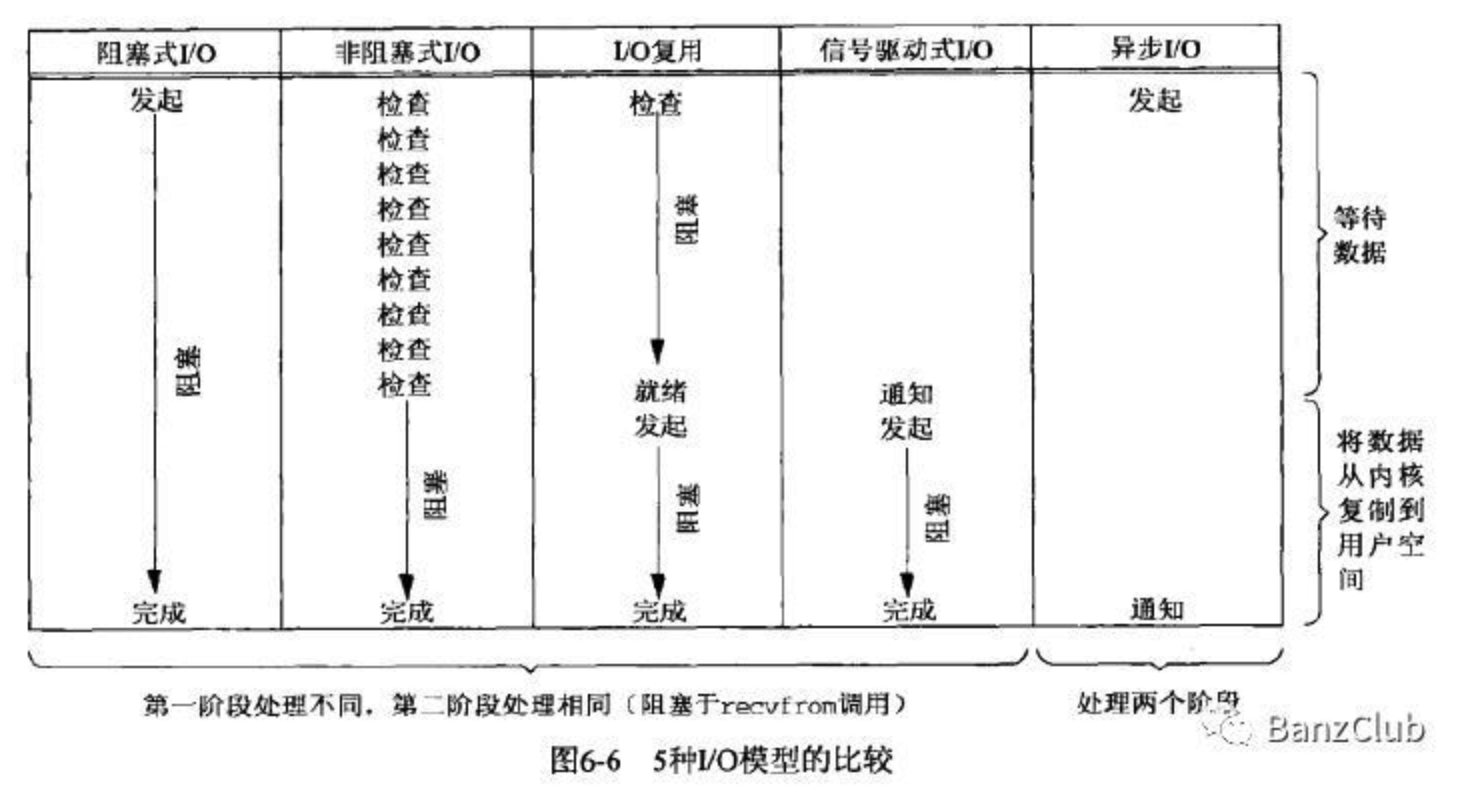 阻塞式I/O 非阻塞式I/O I/O复用 信号驱动式I/O 异步I/O
发起 检查 检查 发起
检查
检查
检查
检查
检查
检查
检查
检查
阻塞
阻塞
就绪 通知
发起 发起
阻塞 阻塞 阻塞
完成 完成 完成 完成 通知
等待
数据
将数据
从内核
复制到
用户空
间
第一阶段处理不同，第二阶段处理相同（阻塞于recvfrom调用）
处理两个阶段
BanzClub
图6-6 5种I/O模型的比较